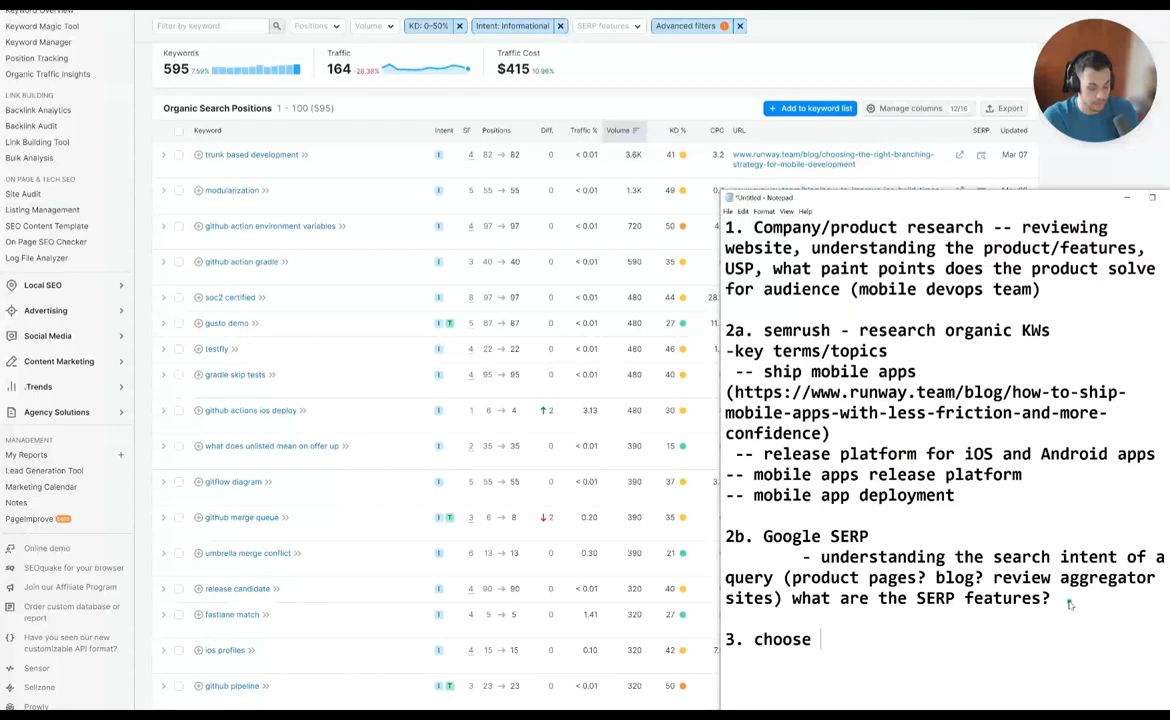 Keyword Overview
Keyword Magic Tool
Keyword Manager
Position Tracking
Organic Traffic Insights
LINK BUILDING
Backlink Analytics
Backlink Audit
Link Building Tool
Bulk Analysis
ON PAGE & TECH SEO
Site Audit
Listing Management
SEO Content Template
On Page SEO Checker
Log File Analyzer
Local SEO
Advertising
Social Media
Content Marketing
.Trends
Agency Solutions
MANAGEMENT
My Reports +
Lead Generation Tool
Marketing Calendar
Notes
PageImprove beta
Online demo
SEOquake for your browser
Join our Affiliate Program
Order custom database or
report
Have you seen our new
customizable API format?
Sensor
Sellzone
Prowly
Filter by keyword Positions Volume KD: 0–50% × Intent: Informational × SERP features Advanced filters 1 ×
Keywords Traffic Traffic Cost
595 7.59% 164 -28.38% $415 10.98%
Organic Search Positions 1 - 100 (595) + Add to keyword list Manage columns 12/16 Export
Keyword Intent SF Positions Diff. Traffic % Volume KD % CPC URL SERP Updated
trunk based development >> I 4 82 → 82 0 < 0.01 3.6K 41 3.2 www.runway.team/blog/choosing-the-right-branching- Mar 07
strategy-for-mobile-development
modularization >> I 5 55 → 55 0 < 0.01 1.3K 49
github action environment variables >> I 4 97 → 97 0 < 0.01 720 50
github action gradle >> I 3 40 → 40 0 < 0.01 590 35
soc2 certified >> I 8 97 → 97 0 < 0.01 480 44 28.
gusto demo >> I T 5 87 → 87 0 < 0.01 480 27 11.
testfly >> I 4 22 → 22 0 < 0.01 480 46
gradle skip tests >> I 4 95 → 95 0 < 0.01 480 40
github actions ios deploy >> I 1 6 → 4 ↑ 2 3.13 480 30
what does unlisted mean on offer up >> I 2 35 → 35 0 < 0.01 390 15
gitflow diagram >> I 5 55 → 55 0 < 0.01 390 37 3.
github merge queue >> I T 3 6 → 8 ↓ 2 0.20 390 35
umbrella merge conflict >> I 6 13 → 13 0 0.30 390 21
release candidate >> I 4 90 → 90 0 < 0.01 320 40
fastlane match >> I 4 5 → 5 0 1.41 320 27
ios profiles >> I 4 15 → 15 0 0.10 320 42 7.
github pipeline >> I T 3 23 → 23 0 < 0.01 320 50
*Untitled - Notepad
File Edit Format View Help
1. Company/product research -- reviewing
website, understanding the product/features,
USP, what paint points does the product solve
for audience (mobile devops team)
2a. semrush - research organic KWs
-key terms/topics
-- ship mobile apps
(https://www.runway.team/blog/how-to-ship-
mobile-apps-with-less-friction-and-more-
confidence)
-- release platform for iOS and Android apps
-- mobile apps release platform
-- mobile app deployment
2b. Google SERP
- understanding the search intent of a
query (product pages? blog? review aggregator
sites) what are the SERP features?
3. choose